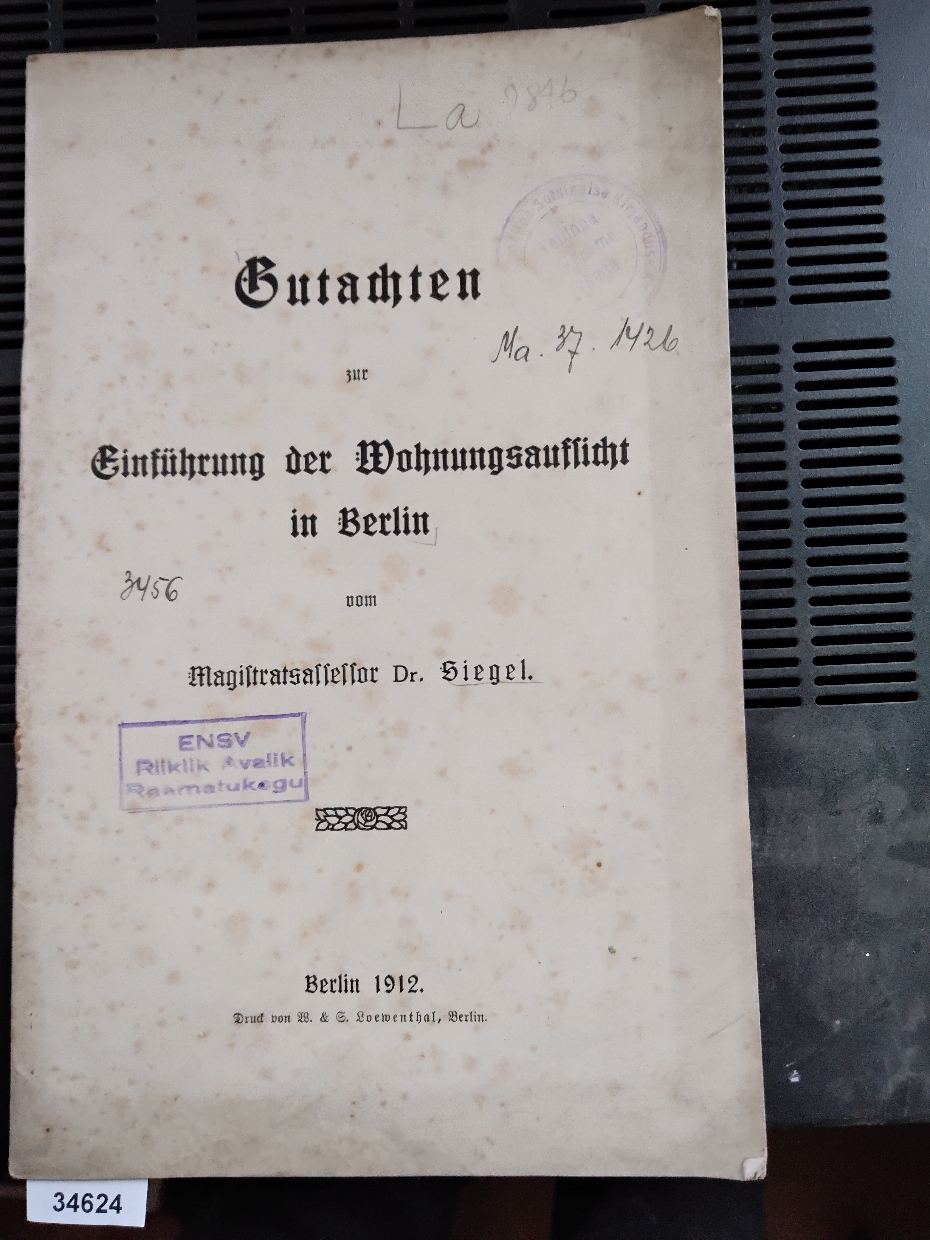 La 9846
Gutachten
Ma. 37. 1426
zur
Einführung der Wohnungsaufsicht
in Berlin
3456
vom
Magistratsassessor Dr. Siegel.
ENSV
Riiklik Avalik
Raamatukogu
Berlin 1912.
Druck von W. & S. Loewenthal, Berlin.
34624